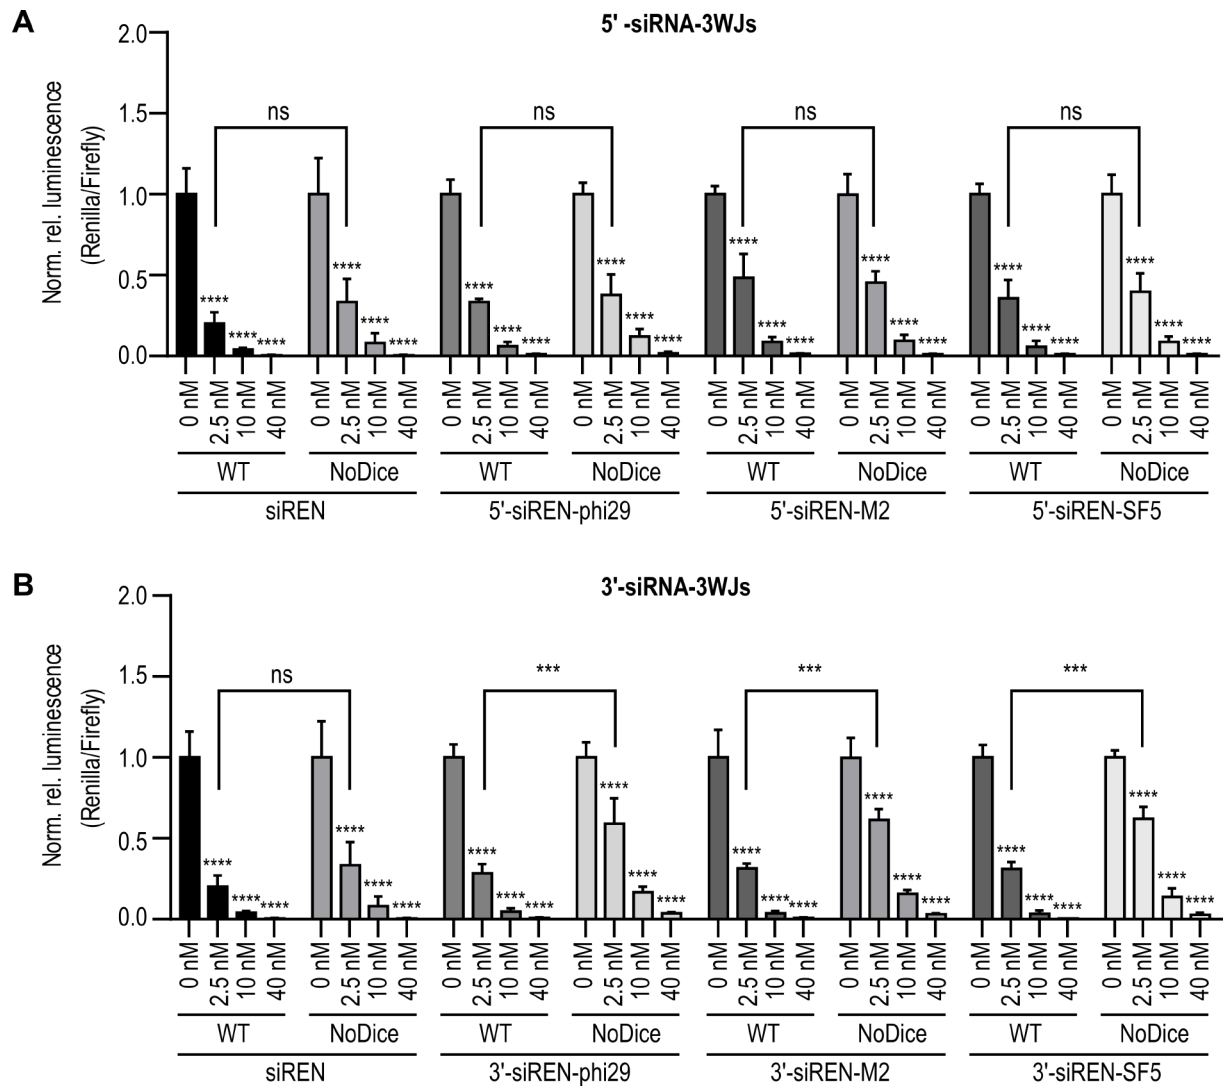 A
5' -siRNA-3WJs
Norm. rel. luminescence
(Renilla/Firefly)
2.0
1.5
1.0
0.5
0.0
ns ns ns ns
**** **** **** **** **** **** **** **** **** **** **** **** **** **** **** **** **** **** **** **** **** **** **** ****
0 nM 2.5 nM 10 nM 40 nM 0 nM 2.5 nM 10 nM 40 nM 0 nM 2.5 nM 10 nM 40 nM 0 nM 2.5 nM 10 nM 40 nM 0 nM 2.5 nM 10 nM 40 nM 0 nM 2.5 nM 10 nM 40 nM 0 nM 2.5 nM 10 nM 40 nM 0 nM 2.5 nM 10 nM 40 nM
WT NoDice WT NoDice WT NoDice WT NoDice
siREN 5'-siREN-phi29 5'-siREN-M2 5'-siREN-SF5
B
3'-siRNA-3WJs
Norm. rel. luminescence
(Renilla/Firefly)
2.0
1.5
1.0
0.5
0.0
ns *** *** ***
**** **** **** **** **** **** **** **** **** **** **** **** **** **** **** **** **** **** **** **** **** **** **** ****
0 nM 2.5 nM 10 nM 40 nM 0 nM 2.5 nM 10 nM 40 nM 0 nM 2.5 nM 10 nM 40 nM 0 nM 2.5 nM 10 nM 40 nM 0 nM 2.5 nM 10 nM 40 nM 0 nM 2.5 nM 10 nM 40 nM 0 nM 2.5 nM 10 nM 40 nM 0 nM 2.5 nM 10 nM 40 nM
WT NoDice WT NoDice WT NoDice WT NoDice
siREN 3'-siREN-phi29 3'-siREN-M2 3'-siREN-SF5